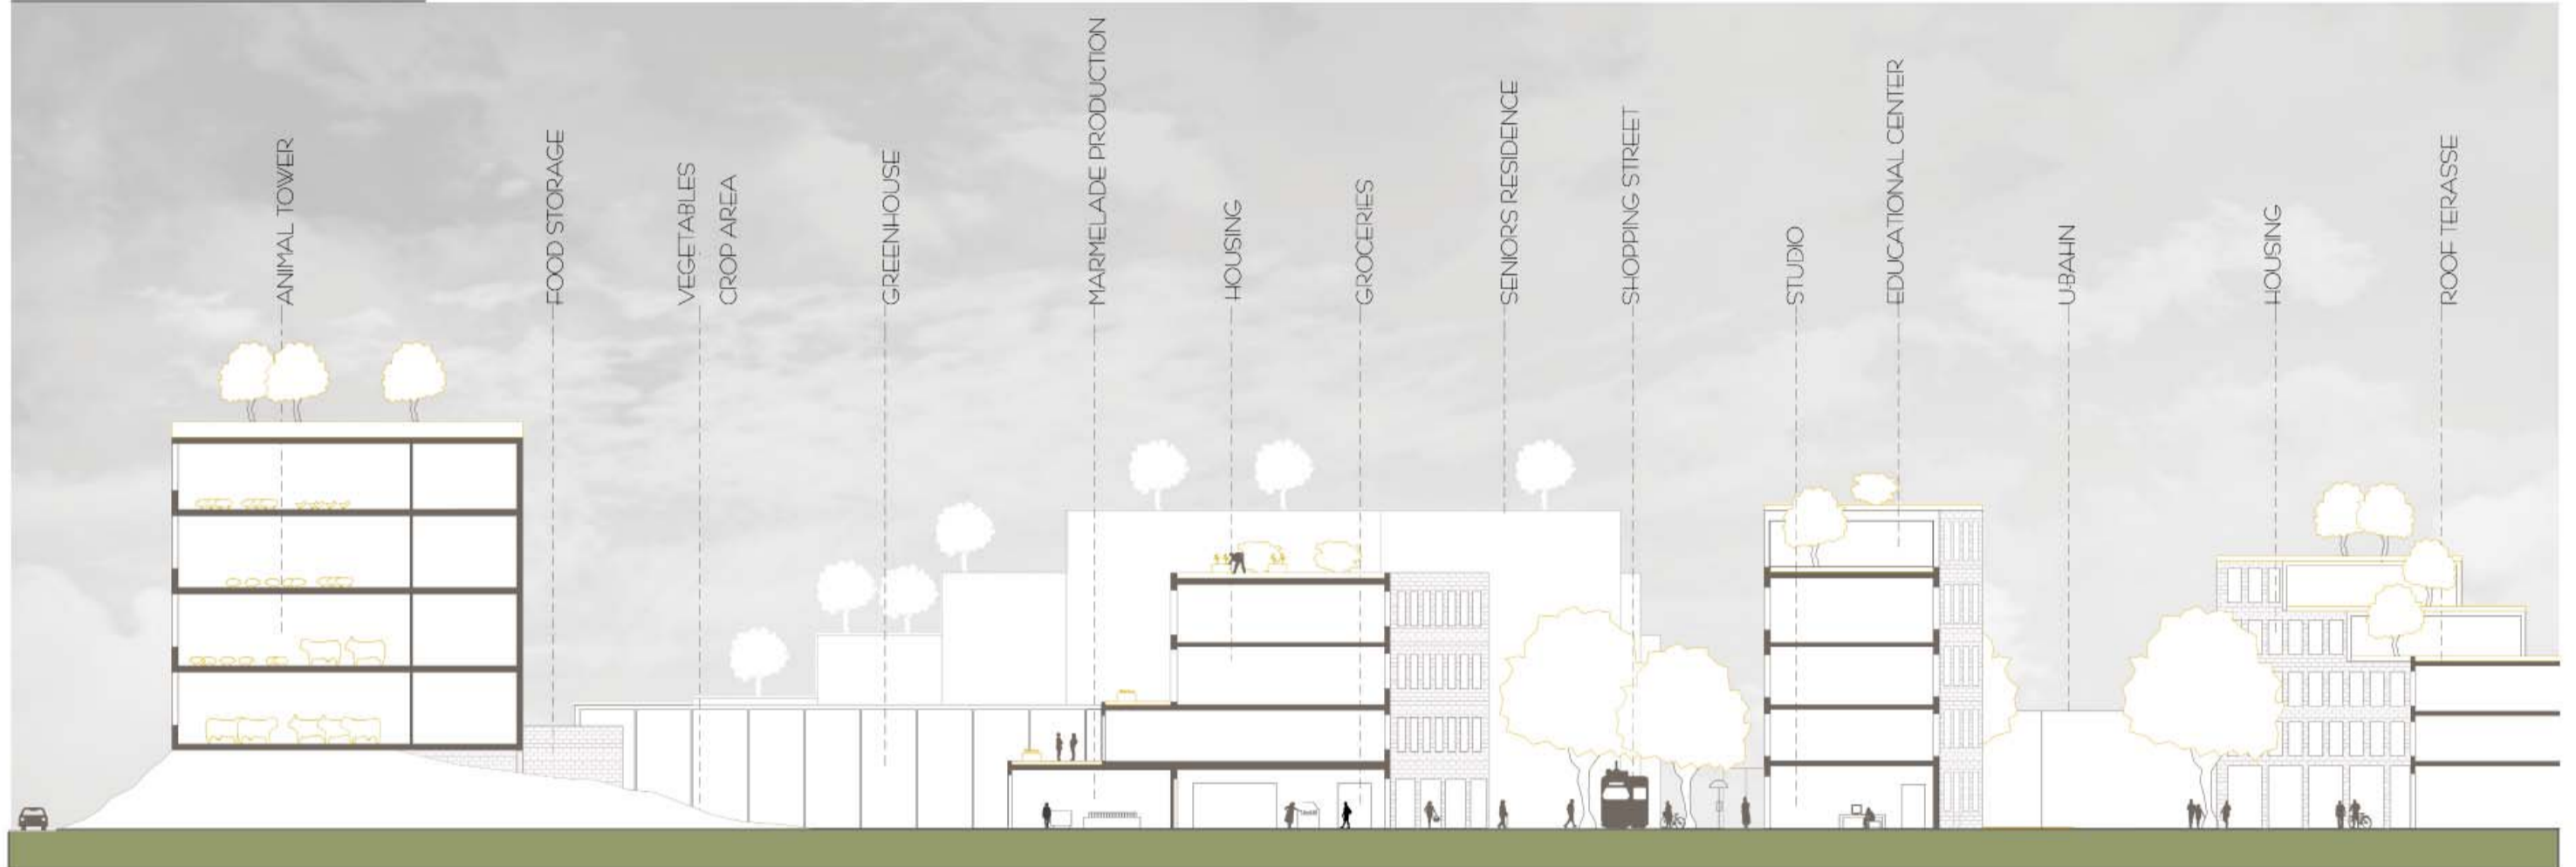 ANIMAL TOWER
FOOD STORAGE
VEGETABLES
CROP AREA
GREENHOUSE
MARMELADE PRODUCTION
HOUSING
GROCERIES
SENIORS RESIDENCE
SHOPPING STREET
STUDIO
EDUCATIONAL CENTER
U-BAHN
HOUSING
ROOF TERASSE